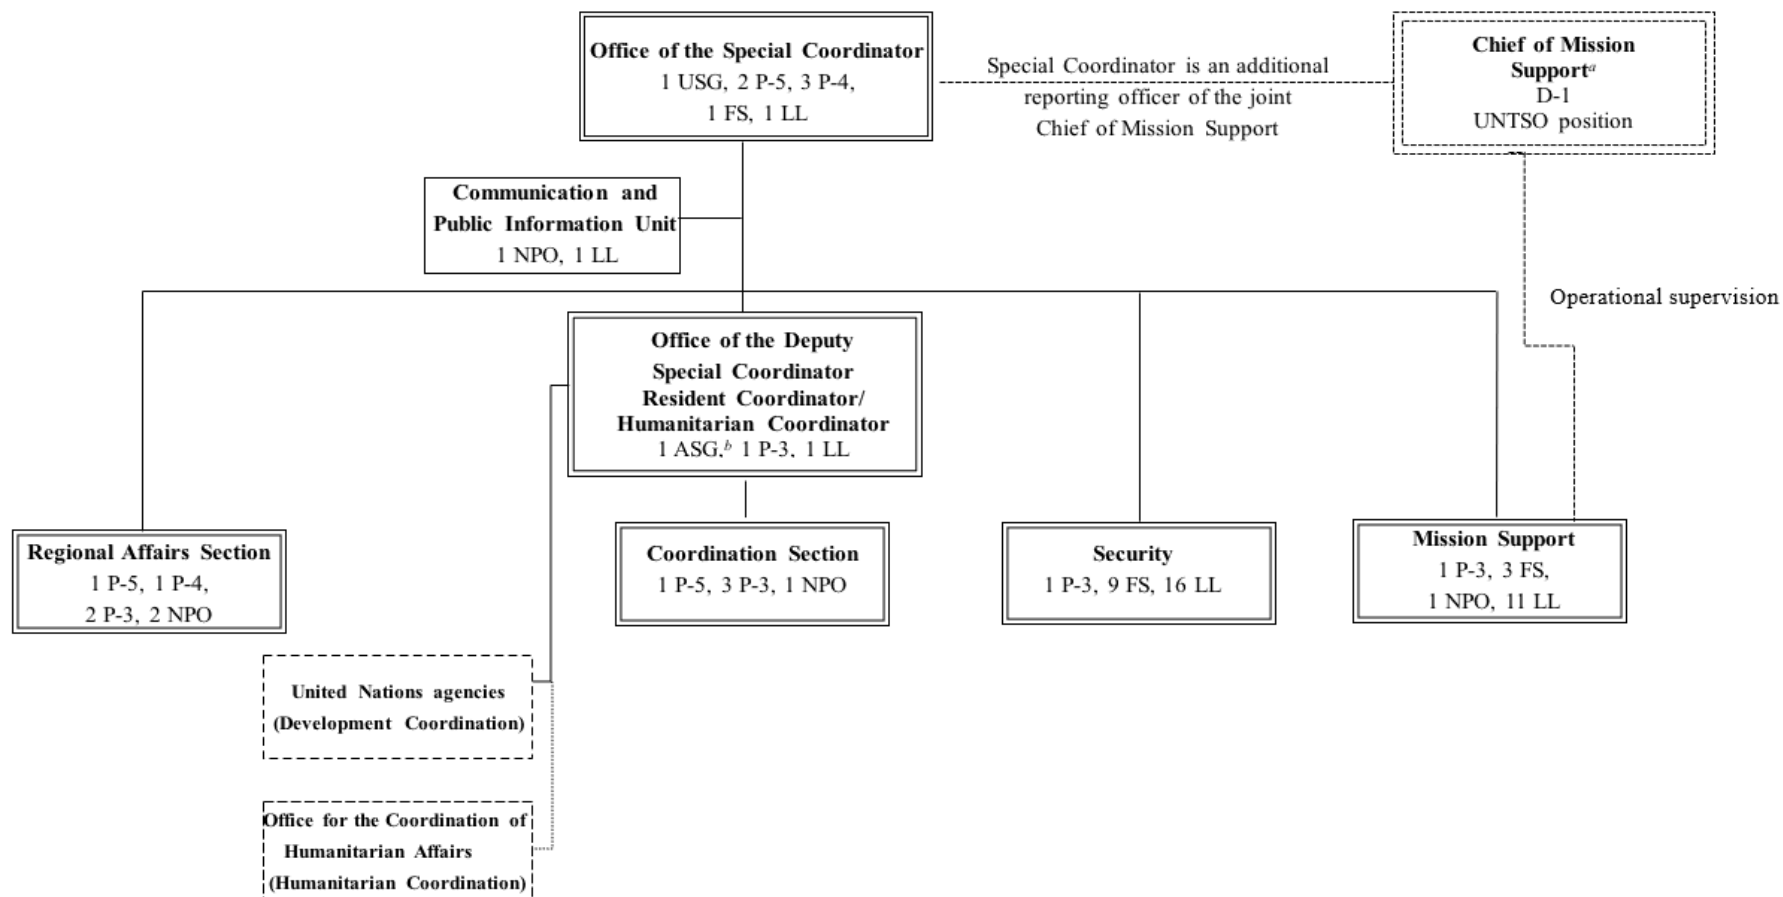 Office of the Special Coordinator
1 USG, 2 P-5, 3 P-4,
1 FS, 1 LL
Special Coordinator is an additional
reporting officer of the joint
Chief of Mission Support
Chief of Mission
Support^a
D-1
UNTSO position
Communication and
Public Information Unit
1 NPO, 1 LL
Operational supervision
Office of the Deputy
Special Coordinator
Resident Coordinator/
Humanitarian Coordinator
1 ASG,^b 1 P-3, 1 LL
Regional Affairs Section
1 P-5, 1 P-4,
2 P-3, 2 NPO
Coordination Section
1 P-5, 3 P-3, 1 NPO
Security
1 P-3, 9 FS, 16 LL
Mission Support
1 P-3, 3 FS,
1 NPO, 11 LL
United Nations agencies
(Development Coordination)
Office for the Coordination of
Humanitarian Affairs
(Humanitarian Coordination)